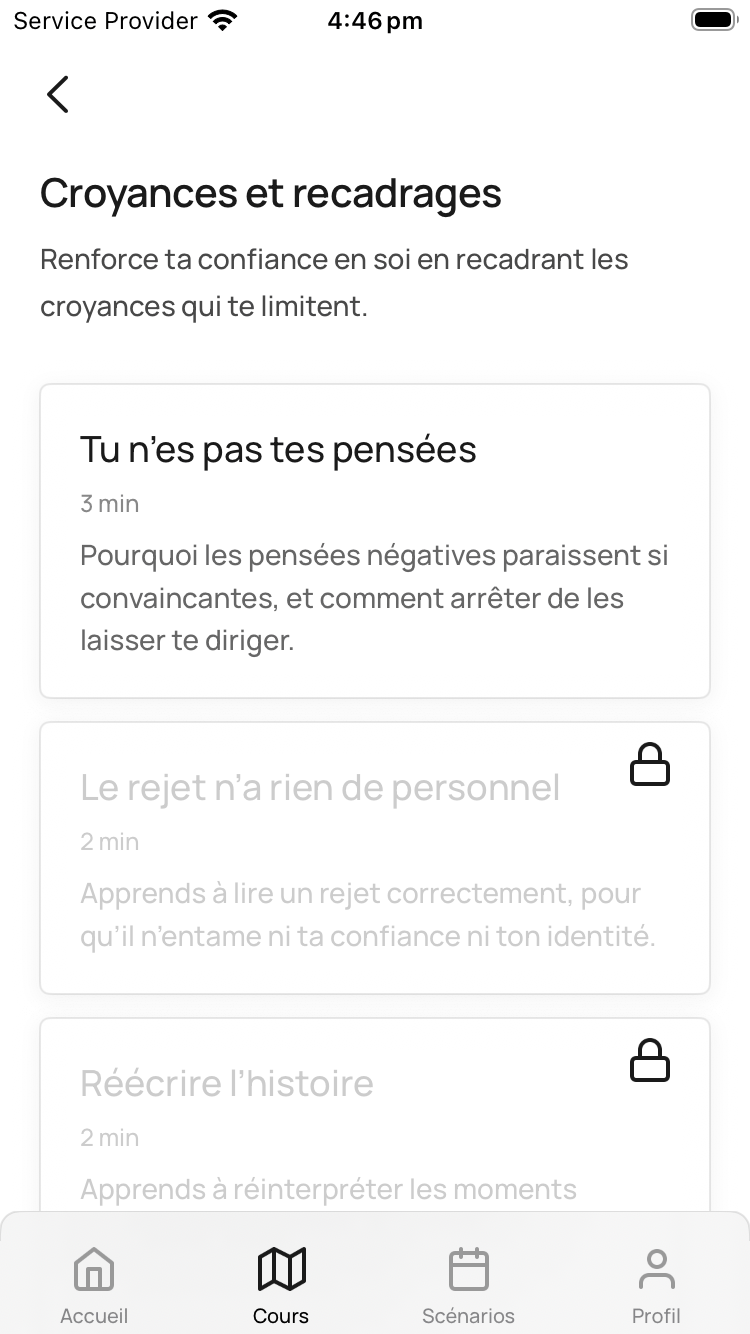 Service Provider 4:46 pm
Croyances et recadrages
Renforce ta confiance en soi en recadrant les
croyances qui te limitent.
Tu n’es pas tes pensées
3 min
Pourquoi les pensées négatives paraissent si
convaincantes, et comment arrêter de les
laisser te diriger.
Le rejet n’a rien de personnel
2 min
Apprends à lire un rejet correctement, pour
qu’il n’entame ni ta confiance ni ton identité.
Réécrire l’histoire
2 min
Apprends à réinterpréter les moments
Accueil Cours Scénarios Profil